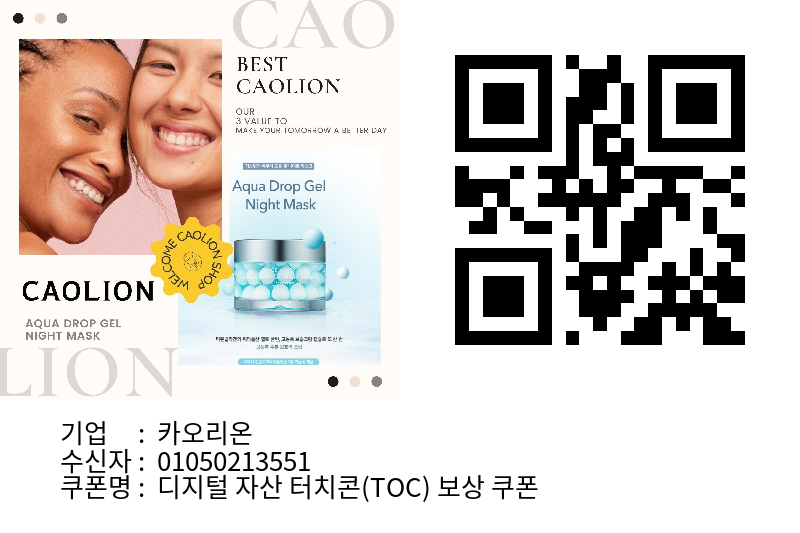 CAO
BEST
CAOLION
OUR
3 VALUE TO
MAKE YOUR TOMORROW A BETTER DAY
Aqua Drop Gel
Night Mask
WELCOME CAOLION SHOP
CAOLION
AQUA DROP GEL
NIGHT MASK
LION
기업 : 카오리온
수신자 : 01050213551
쿠폰명 : 디지털 자산 터치콘(TOC) 보상 쿠폰